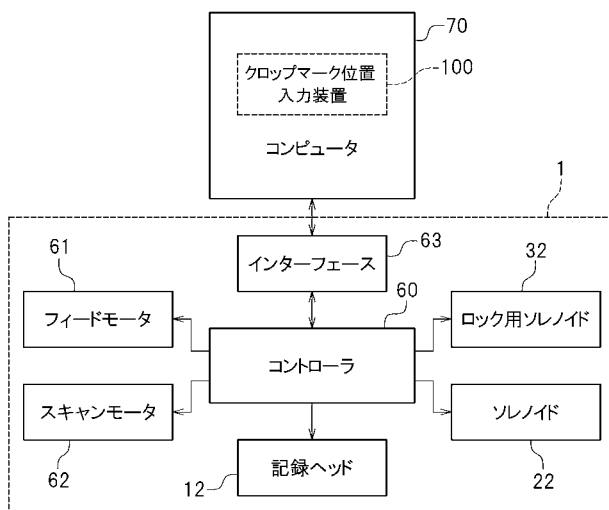 70
クロップマーク位置
入力装置
100
コンピュータ
1
61
インターフェース
63
32
フィードモータ
60
ロック用ソレノイド
コントローラ
スキャンモータ
ソレノイド
62
12
記録ヘッド
22